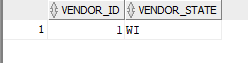 VENDOR_ID VENDOR_STATE
1 1 WI